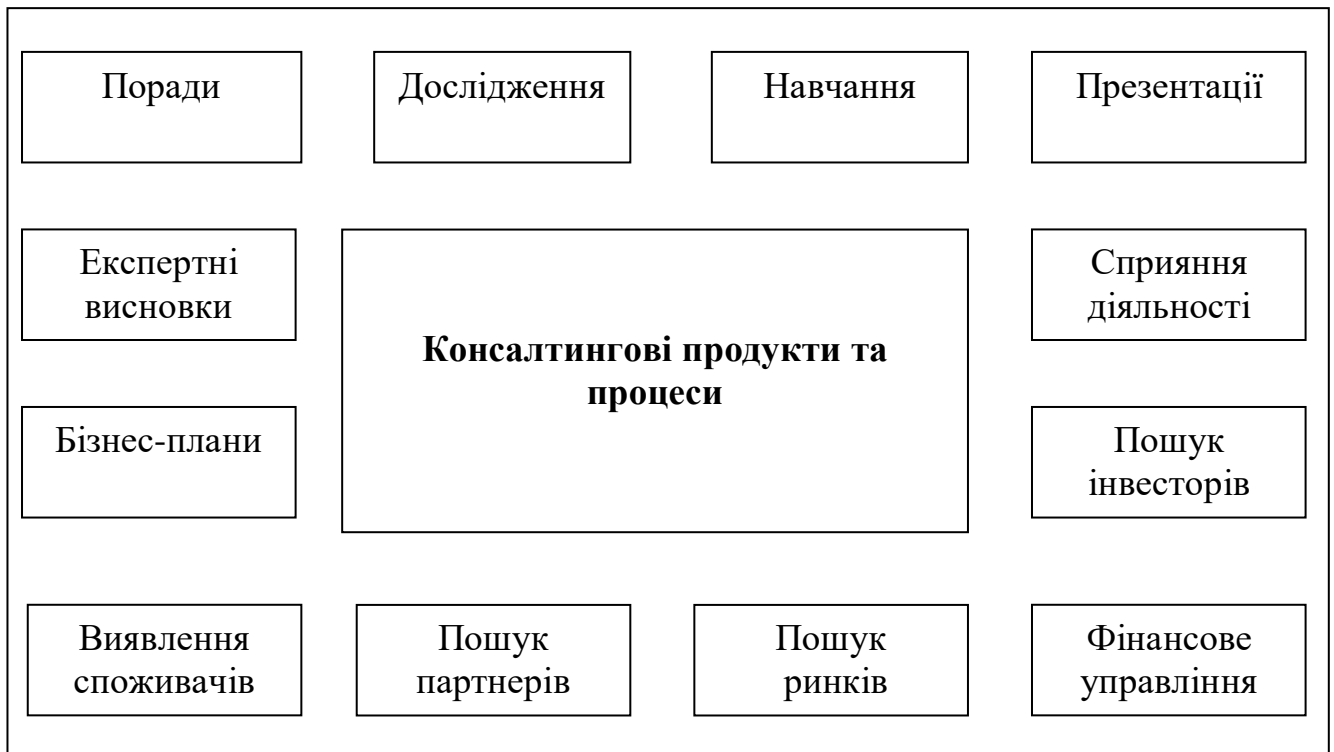 Поради
Дослідження
Навчання
Презентації
Експертні
висновки
Консалтингові продукти та
процеси
Сприяння
діяльності
Бізнес-плани
Пошук
інвесторів
Виявлення
споживачів
Пошук
партнерів
Пошук
ринків
Фінансове
управління